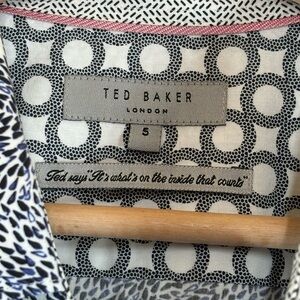 TED BAKER
LONDON
5
Ted says "It's what's on the inside that counts"